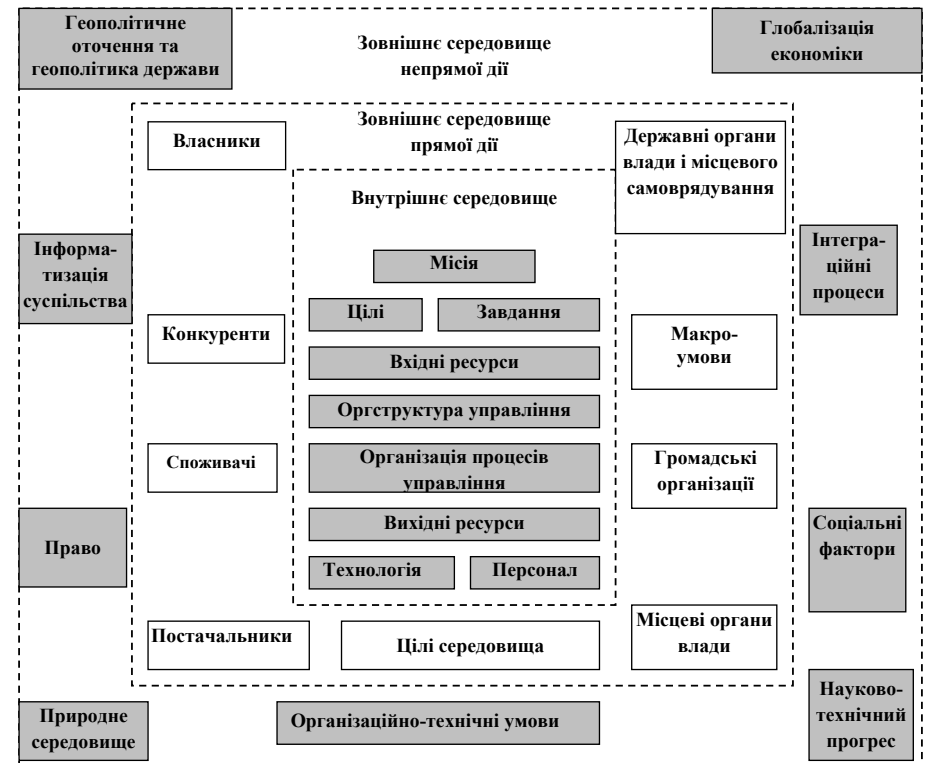 Геополітичне
оточення та
геополітика держави
Зовнішнє середовище
непрямої дії
Глобалізація
економіки
Зовнішнє середовище
прямої дії
Власники
Державні органи
влади і місцевого
самоврядування
Внутрішнє середовище
Інформа-
тизація
суспільства
Місія
Інтегра-
ційні
процеси
Цілі
Завдання
Конкуренти
Макро-
умови
Вхідні ресурси
Оргструктура управління
Споживачі
Організація процесів
управління
Громадські
організації
Право
Вихідні ресурси
Соціальні
фактори
Технологія
Персонал
Постачальники
Цілі середовища
Місцеві органи
влади
Природне
середовище
Організаційно-технічні умови
Науково-
технічний
прогрес